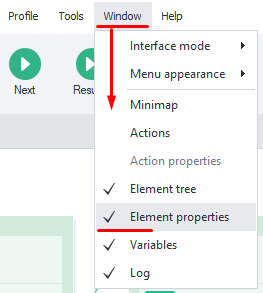 Profile Tools Window Help
Next Resu
Interface mode
Menu appearance
Minimap
Actions
Action properties
Element tree
Element properties
Variables
Log